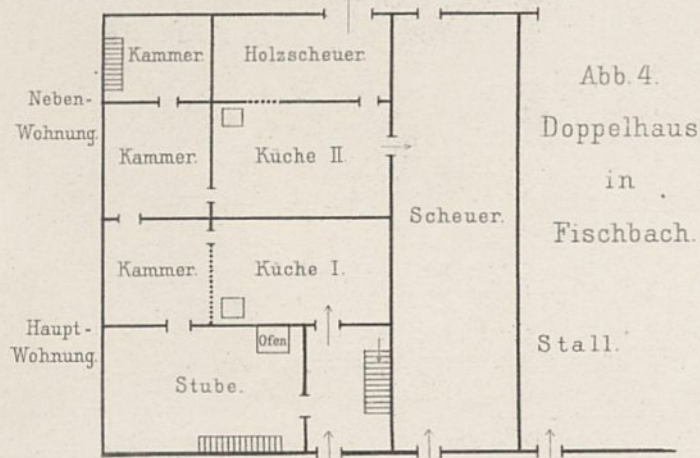 Kammer.
Holzscheuer.
Abb. 4.
Doppelhaus
in
Fischbach.
Neben-
Wohnung.
Kammer.
Küche II.
Scheuer.
Kammer.
Küche I.
Haupt-
Wohnung.
Ofen
Stall.
Stube.